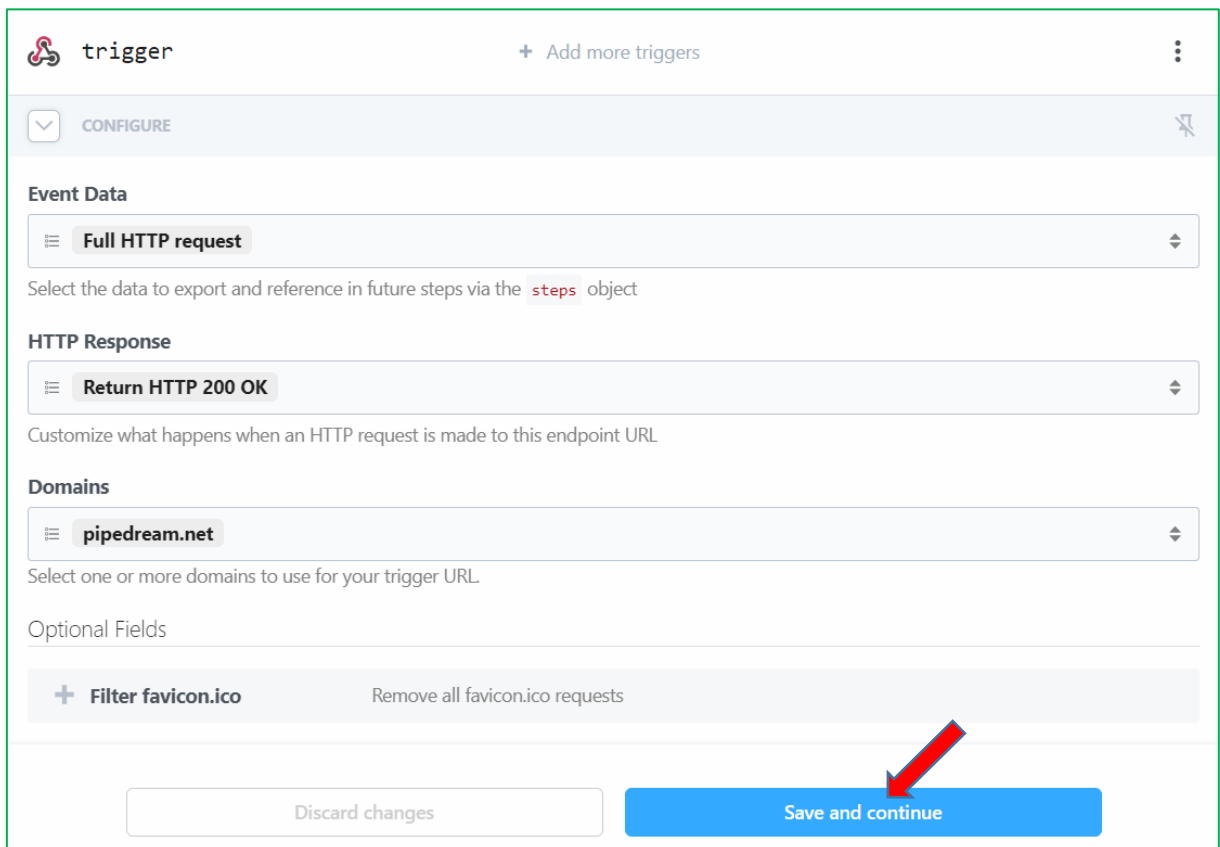 trigger
+ Add more triggers
CONFIGURE
Event Data
Full HTTP request
Select the data to export and reference in future steps via the steps object
HTTP Response
Return HTTP 200 OK
Customize what happens when an HTTP request is made to this endpoint URL
Domains
pipedream.net
Select one or more domains to use for your trigger URL.
Optional Fields
+ Filter favicon.ico Remove all favicon.ico requests
Discard changes Save and continue